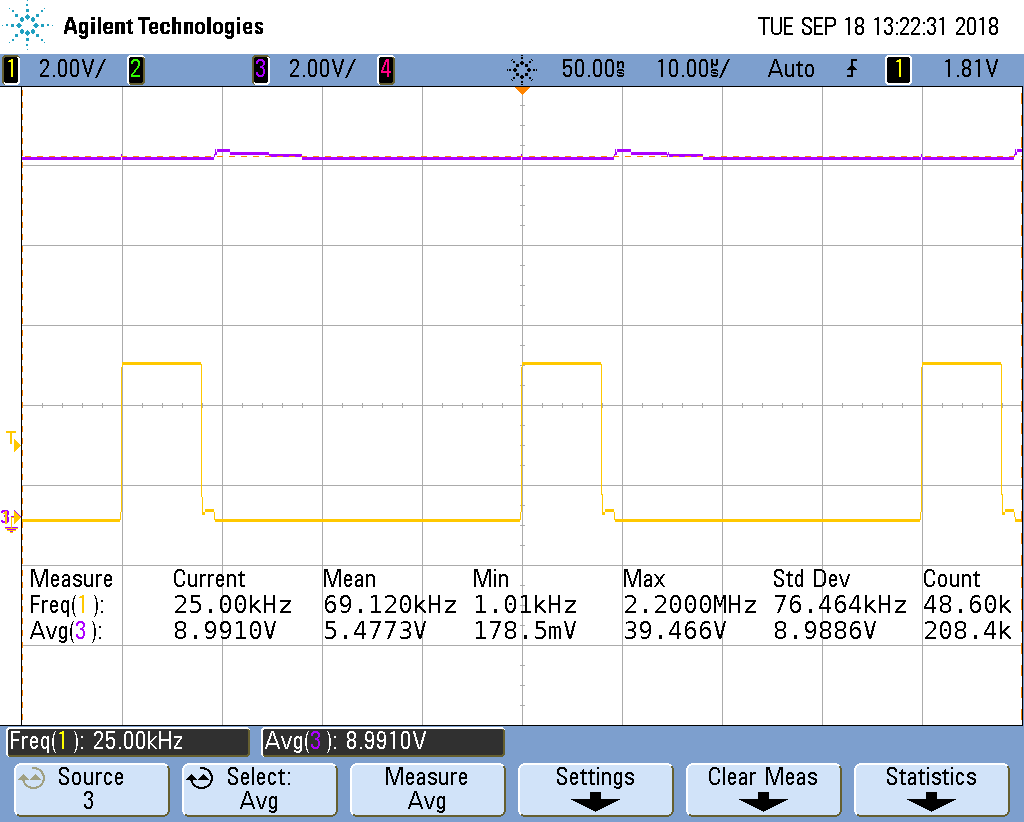 Agilent Technologies TUE SEP 18 13:22:31 2018
1 2.00V/ 2 3 2.00V/ 4 50.00s 10.00s/ Auto 1 1.81V
T
3
Measure Current Mean Min Max Std Dev Count
Freq(1): 25.00kHz 69.120kHz 1.01kHz 2.2000MHz 76.464kHz 48.60k
Avg(3): 8.9910V 5.4773V 178.5mV 39.466V 8.9886V 208.4k
Freq(1): 25.00kHz Avg(3): 8.9910V
Source Select: Measure Settings Clear Meas Statistics
3 Avg Avg